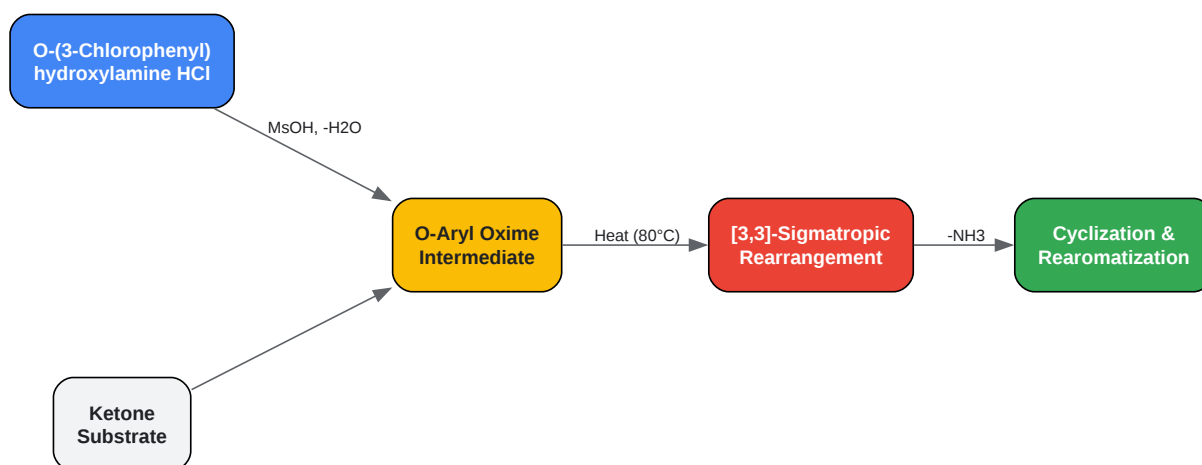 O-(3-Chlorophenyl)
hydroxylamine HCl
MsOH, -H2O
O-Aryl Oxime
Intermediate
Heat (80°C)
[3,3]-Sigmatropic
Rearrangement
-NH3
Cyclization &
Rearomatization
Ketone
Substrate